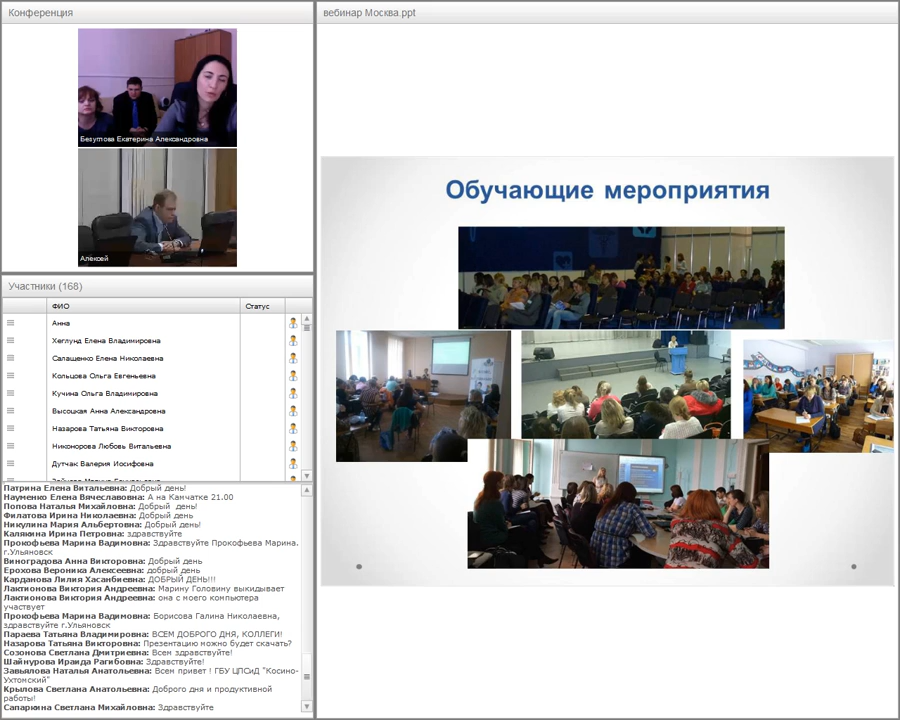 Конференция
Безуглова Екатерина Александровна
Алексей
Участники (168)
ФИО Статус
Анна
Хеглунд Елена Владимировна
Салащенко Елена Николаевна
Кольцова Ольга Евгеньевна
Кучина Ольга Владимировна
Высоцкая Анна Александровна
Назарова Татьяна Викторовна
Никонорова Любовь Витальевна
Дутчак Валерия Иосифовна
Патрина Елена Витальевна: Добрый день!
Науменко Елена Вячеславовна: А на Камчатке 21.00
Попова Наталья Михайловна: Добрый день!
Филатова Ирина Николаевна: Добрый день
Никулина Мария Альбертовна: Добрый день!
Калякина Ирина Петровна: здравствуйте
Прокофьева Марина Вадимовна: Здравствуйте Прокофьева Марина.
г.Ульяновск
Виноградова Анна Викторовна: Добрый день
Ерохова Вероника Алексеевна: добрый день
Карданова Лилия Хасанбиевна: ДОБРЫЙ ДЕНЬ!!!
Лактионова Виктория Андреевна: Марину Головину выкидывает
Лактионова Виктория Андреевна: она с моего компьютера
участвует
Прокофьева Марина Вадимовна: Борисова Галина Николаевна,
здравствуйте г.Ульяновск
Параева Татьяна Владимировна: ВСЕМ ДОБРОГО ДНЯ, КОЛЛЕГИ!
Назарова Татьяна Викторовна: Презентацию можно будет скачать?
Созонова Светлана Дмитриевна: Всем здравствуйте!
Шайнурова Ираида Рагибовна: Здравствуйте!
Завьялова Наталья Анатольевна: Всем привет ! ГБУ ЦПСиД "Косино-
Ухтомский"
Крылова Светлана Анатольевна: Доброго дня и продуктивной
работы!
Сапаркина Светлана Михайловна: Здравствуйте
вебинар Москва.ppt
Обучающие мероприятия